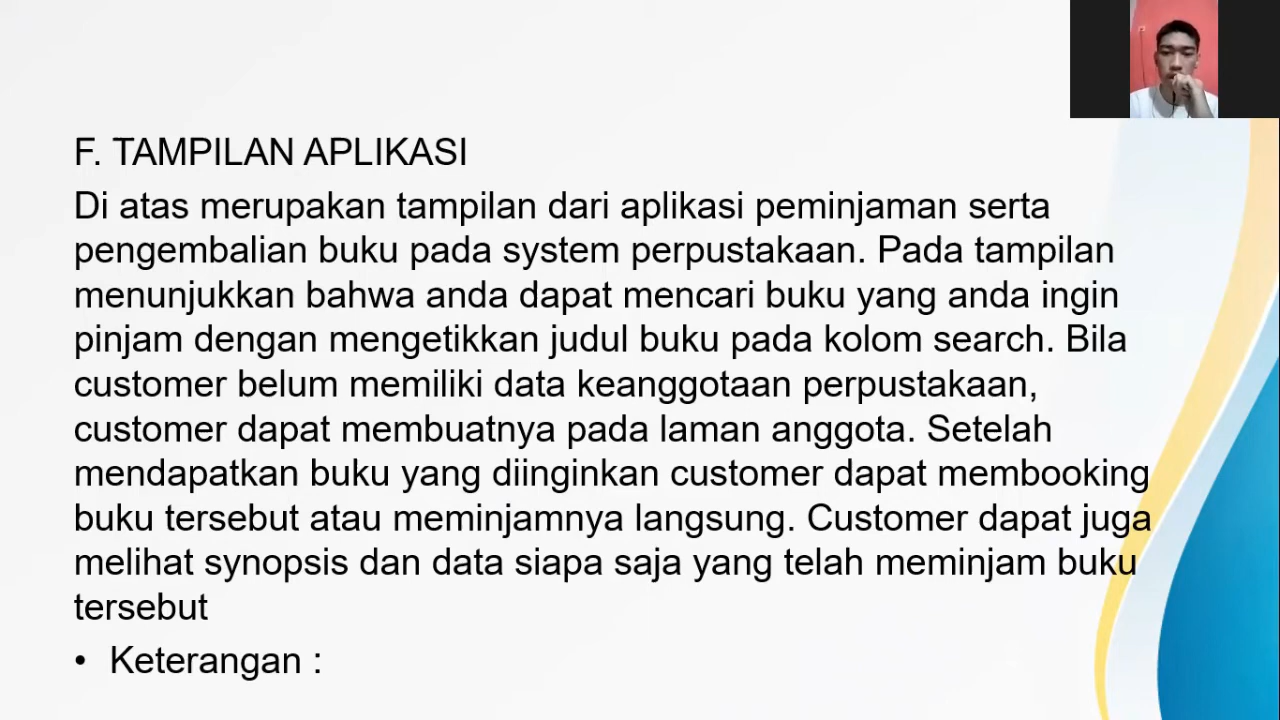 F. TAMPILAN APLIKASI
Di atas merupakan tampilan dari aplikasi peminjaman serta
pengembalian buku pada system perpustakaan. Pada tampilan
menunjukkan bahwa anda dapat mencari buku yang anda ingin
pinjam dengan mengetikkan judul buku pada kolom search. Bila
customer belum memiliki data keanggotaan perpustakaan,
customer dapat membuatnya pada laman anggota. Setelah
mendapatkan buku yang diinginkan customer dapat membooking
buku tersebut atau meminjamnya langsung. Customer dapat juga
melihat synopsis dan data siapa saja yang telah meminjam buku
tersebut
• Keterangan :